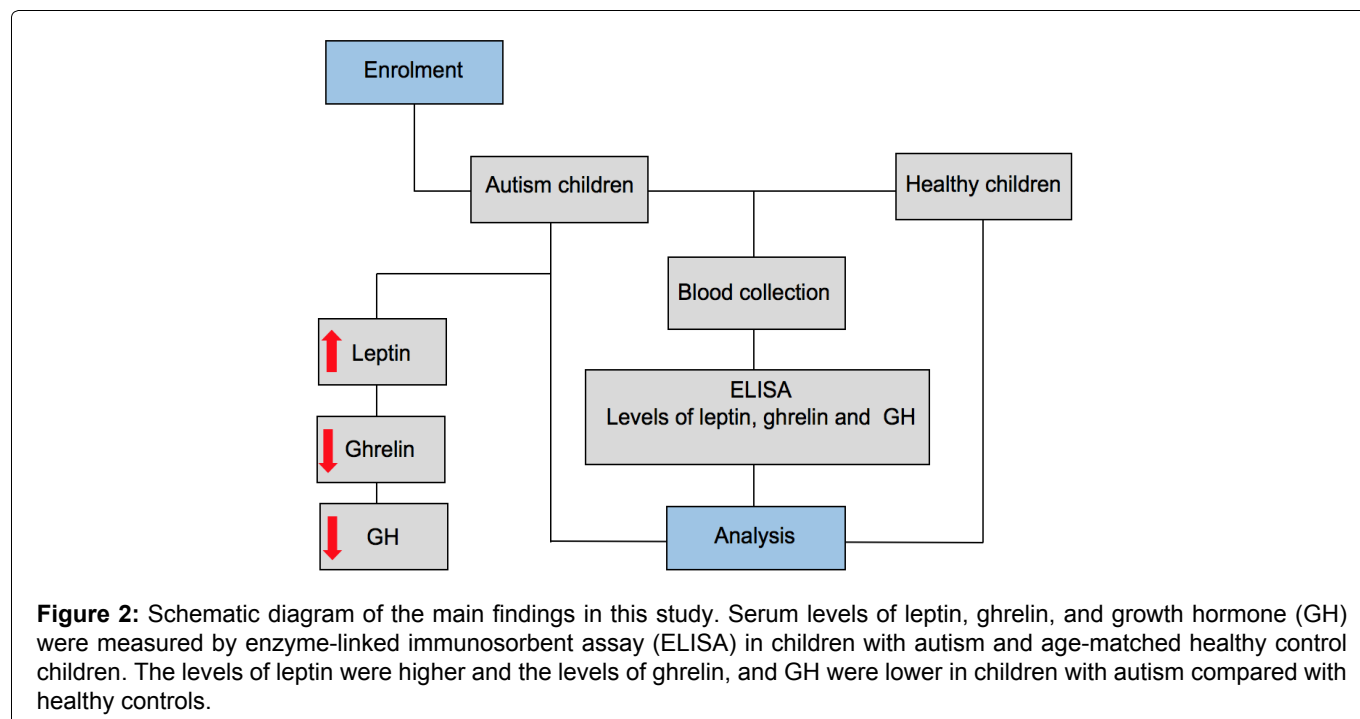 Enrolment
Autism children
Healthy children
Blood collection
Leptin
ELISA
Levels of leptin, ghrelin and GH
Ghrelin
GH
Analysis
Figure 2: Schematic diagram of the main findings in this study. Serum levels of leptin, ghrelin, and growth hormone (GH)
were measured by enzyme-linked immunosorbent assay (ELISA) in children with autism and age-matched healthy control
children. The levels of leptin were higher and the levels of ghrelin, and GH were lower in children with autism compared with
healthy controls.